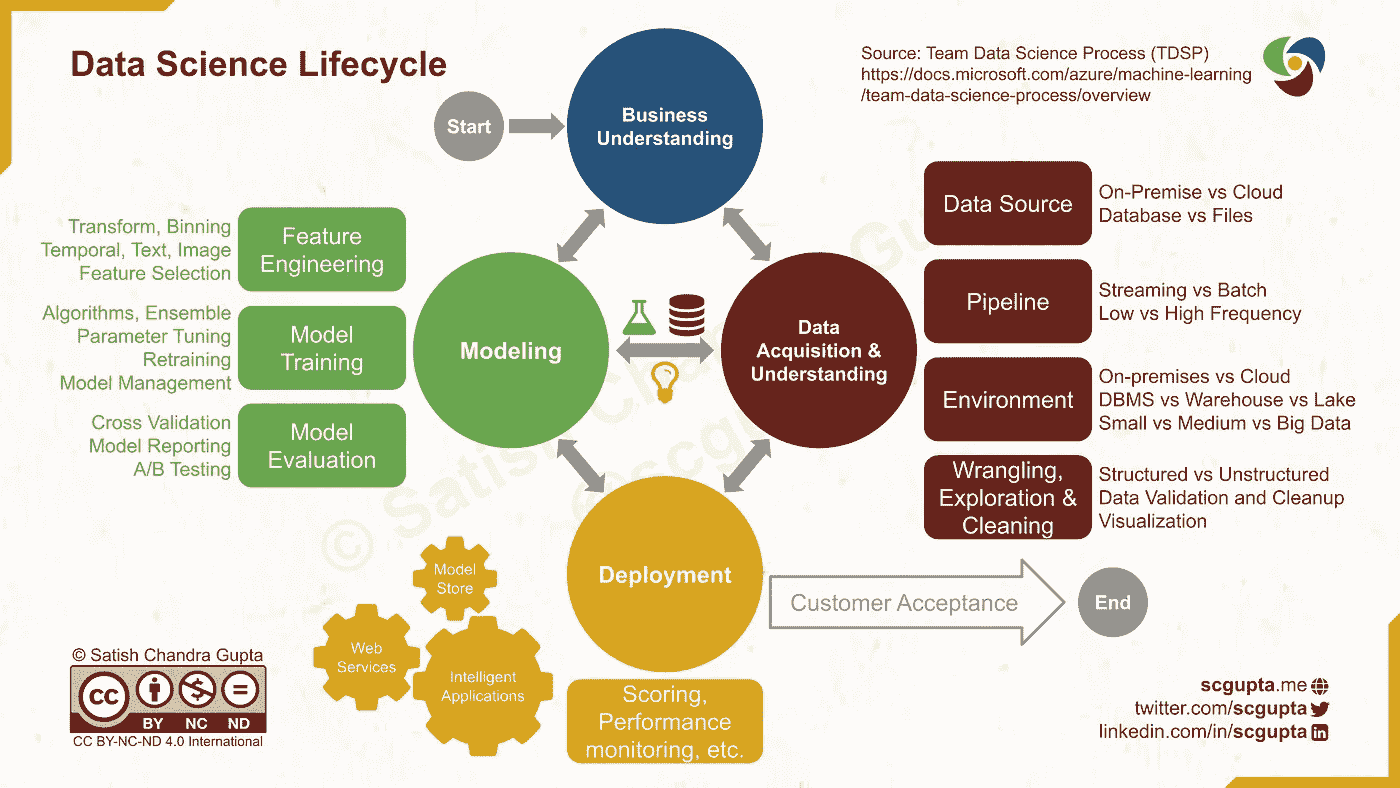 Data Science Lifecycle
Source: Team Data Science Process (TDSP)
https://docs.microsoft.com/azure/machine-learning
/team-data-science-process/overview
Start
Business
Understanding
Transform, Binning
Temporal, Text, Image
Feature Selection
Feature
Engineering
Algorithms, Ensemble
Parameter Tuning
Retraining
Model Management
Model
Training
Cross Validation
Model Reporting
A/B Testing
Model
Evaluation
Modeling
Data
Acquisition &
Understanding
Data Source
On-Premise vs Cloud
Database vs Files
Pipeline
Streaming vs Batch
Low vs High Frequency
Environment
On-premises vs Cloud
DBMS vs Warehouse vs Lake
Small vs Medium vs Big Data
Wrangling,
Exploration &
Cleaning
Structured vs Unstructured
Data Validation and Cleanup
Visualization
Deployment
Customer Acceptance
End
Model
Store
Web
Services
Intelligent
Applications
Scoring,
Performance
monitoring, etc.
© Satish Chandra Gupta
cc
BY NC ND
CC BY-NC-ND 4.0 International
scgupta.me
twitter.com/scgupta
linkedin.com/in/scgupta